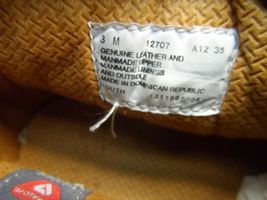 3 M 12707 A12 35
GENUINE LEATHER AND
MANMADE UPPER
MANMADE LININGS
AND OUTSOLE
MADE IN DOMINICAN REPUBLIC
YOUTH